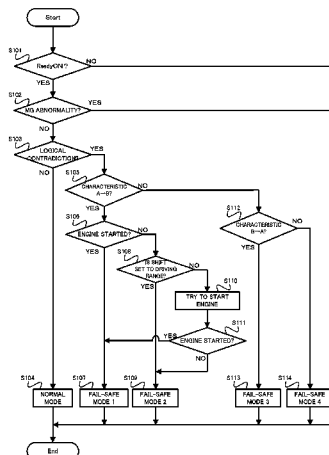 Start
S101
ReadyON?
NO
YES
S102
MG ABNORMALITY?
YES
NO
S103
LOGICAL
CONTRADICTION?
YES
NO
S105
CHARACTERISTIC
A→B?
NO
YES
S106
ENGINE STARTED?
NO
YES
S108
IS SHIFT
SET TO DRIVING
RANGE?
NO
YES
S110
TRY TO START
ENGINE
S111
ENGINE STARTED?
YES
NO
S112
CHARACTERISTIC
B→A?
NO
YES
S104
NORMAL
MODE
S107
FAIL-SAFE
MODE 1
S109
FAIL-SAFE
MODE 2
S113
FAIL-SAFE
MODE 3
S114
FAIL-SAFE
MODE 4
End